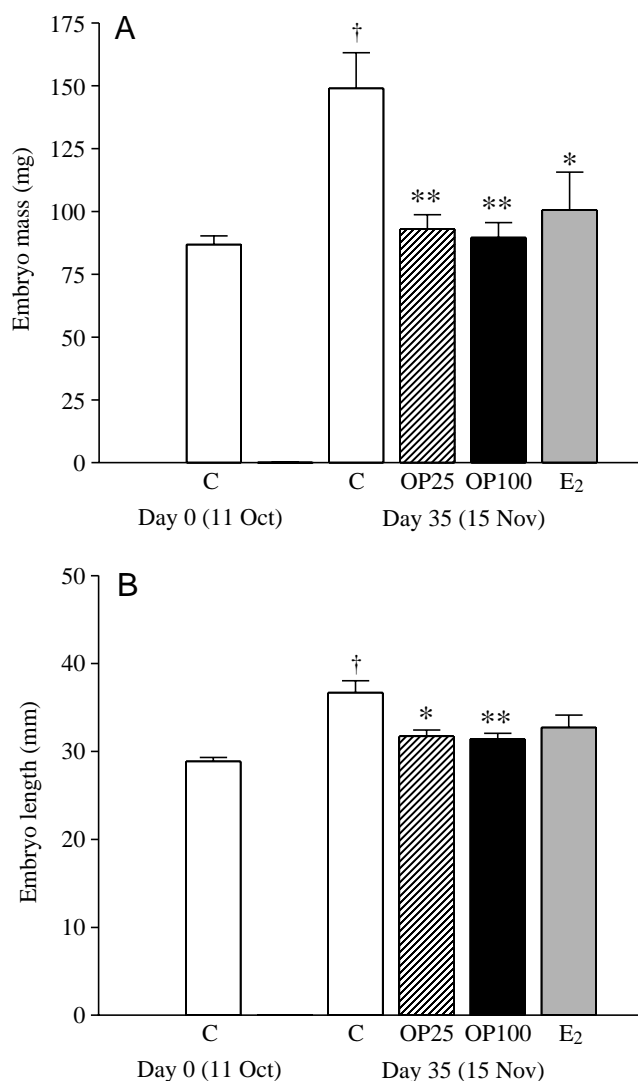 A
175
150
125
100
75
50
25
0
Embryo mass (mg)
†
**
**
*
C
C
OP25
OP100
E₂
Day 0 (11 Oct)
Day 35 (15 Nov)
B
50
40
30
20
10
0
Embryo length (mm)
†
*
**
C
C
OP25
OP100
E₂
Day 0 (11 Oct)
Day 35 (15 Nov)